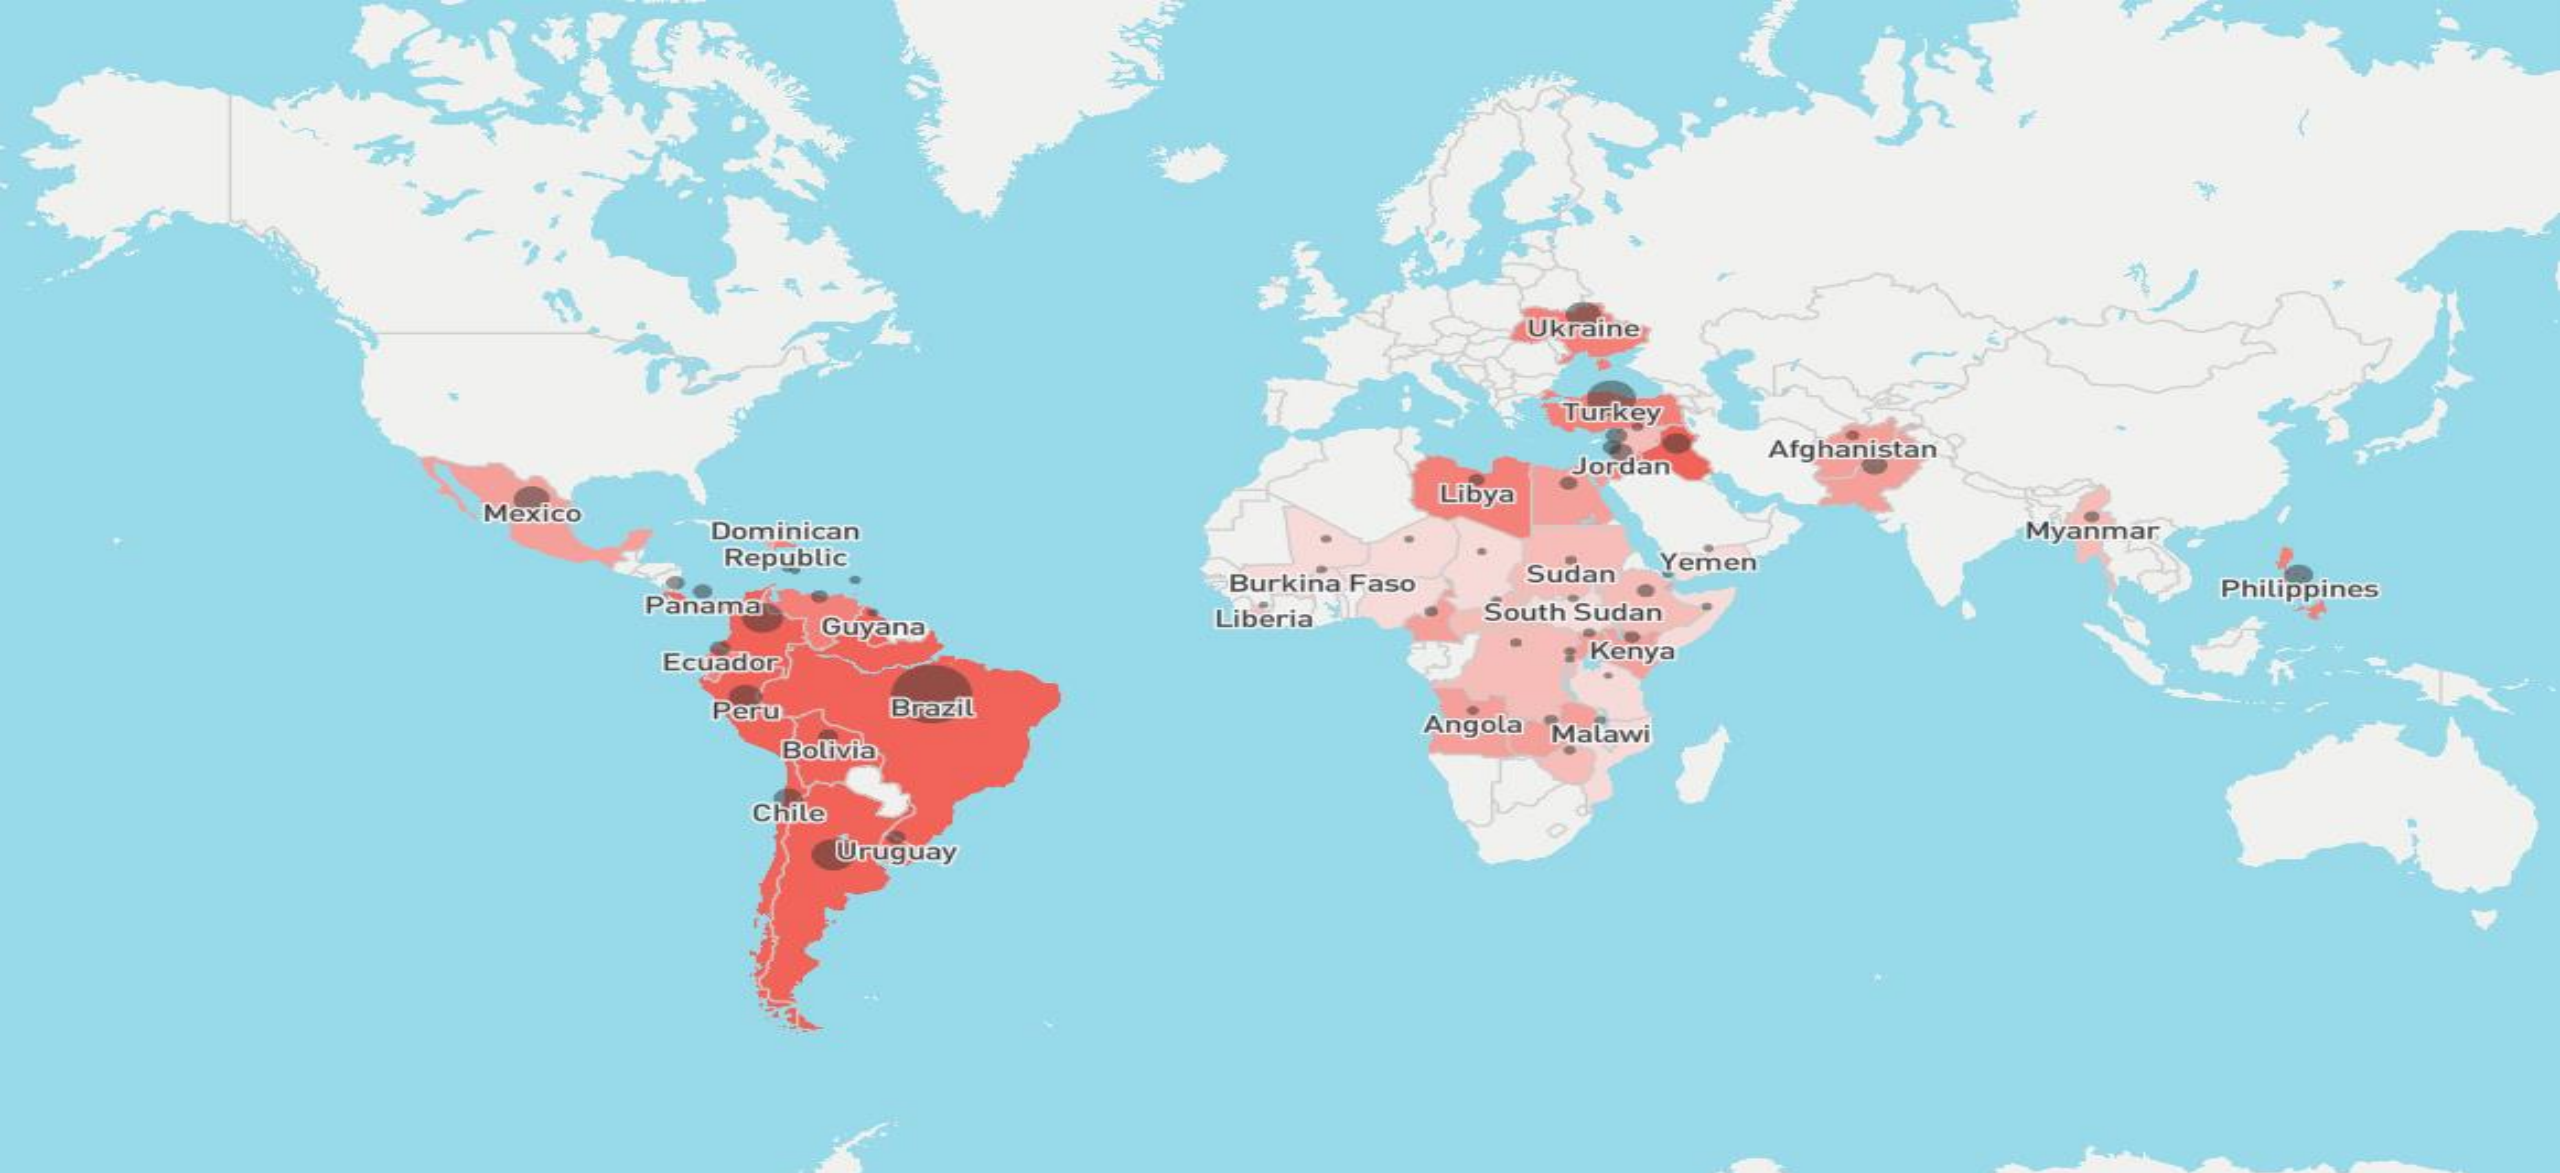 Ukraine
Turkey
Afghanistan
Jordan
Libya
Mexico
Dominican
Republic
Myanmar
Yemen
Sudan
Burkina Faso
Philippines
Panama
South Sudan
Liberia
Guyana
Kenya
Ecuador
Brazil
Peru
Angola
Malawi
Bolivia
Chile
Uruguay